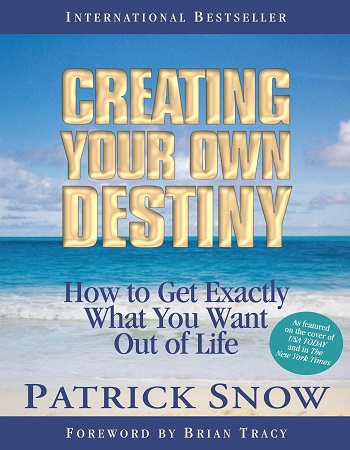 INTERNATIONAL BESTSELLER
CREATING
YOUR OWN
DESTINY
How to Get Exactly
What You Want
Out of Life
As featured
on the cover of
USA TODAY
and in The
New York Times
PATRICK SNOW
FOREWORD BY BRIAN TRACY